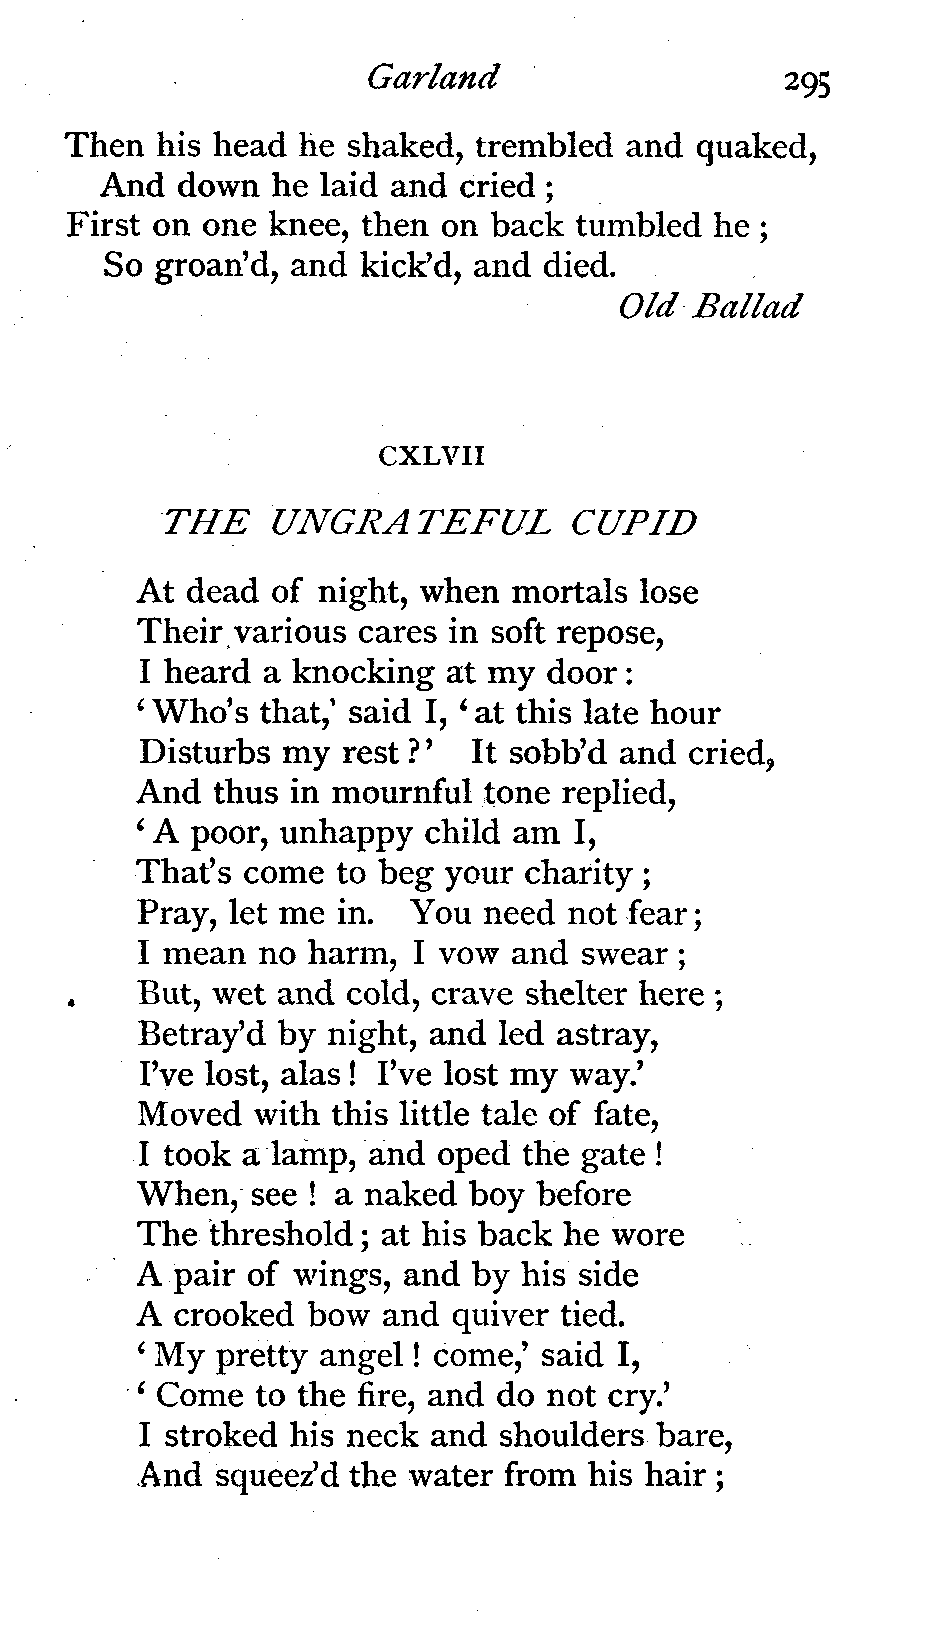 Garland 295
Then his head he shaked, trembled and quaked,
And down he laid and cried ;
First on one knee, then on back tumbled he ;
So groan'd, and kick'd, and died.
Old Ballad
CXLVII
THE UNGRATEFUL CUPID
At dead of night, when mortals lose
Their various cares in soft repose,
I heard a knocking at my door :
‘Who's that,' said I, ‘at this late hour
Disturbs my rest ?’ It sobb'd and cried,
And thus in mournful tone replied,
‘A poor, unhappy child am I,
That's come to beg your charity ;
Pray, let me in. You need not fear ;
I mean no harm, I vow and swear ;
But, wet and cold, crave shelter here ;
Betray'd by night, and led astray,
I've lost, alas ! I've lost my way.’
Moved with this little tale of fate,
I took a lamp, and oped the gate !
When, see ! a naked boy before
The threshold ; at his back he wore
A pair of wings, and by his side
A crooked bow and quiver tied.
‘My pretty angel ! come,’ said I,
‘Come to the fire, and do not cry.’
I stroked his neck and shoulders bare,
And squeez'd the water from his hair ;